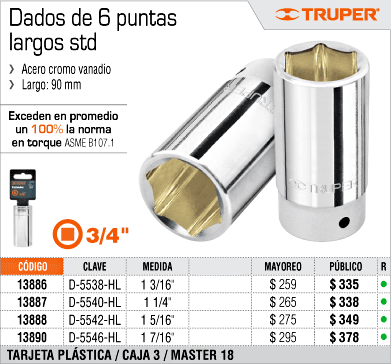 Dados de 6 puntas
largos std
TRUPER®
› Acero cromo vanadio
› Largo: 90 mm
Exceden en promedio
un 100% la norma
en torque ASME B107.1
TRUPER
3/4"
CÓDIGO CLAVE MEDIDA MAYOREO PÚBLICO R
13886 D-5538-HL 1 3/16" $ 259 $ 335 ●
13887 D-5540-HL 1 1/4" $ 265 $ 338 ●
13888 D-5542-HL 1 5/16" $ 275 $ 349 ●
13890 D-5546-HL 1 7/16" $ 295 $ 378 ●
TARJETA PLÁSTICA / CAJA 3 / MASTER 18